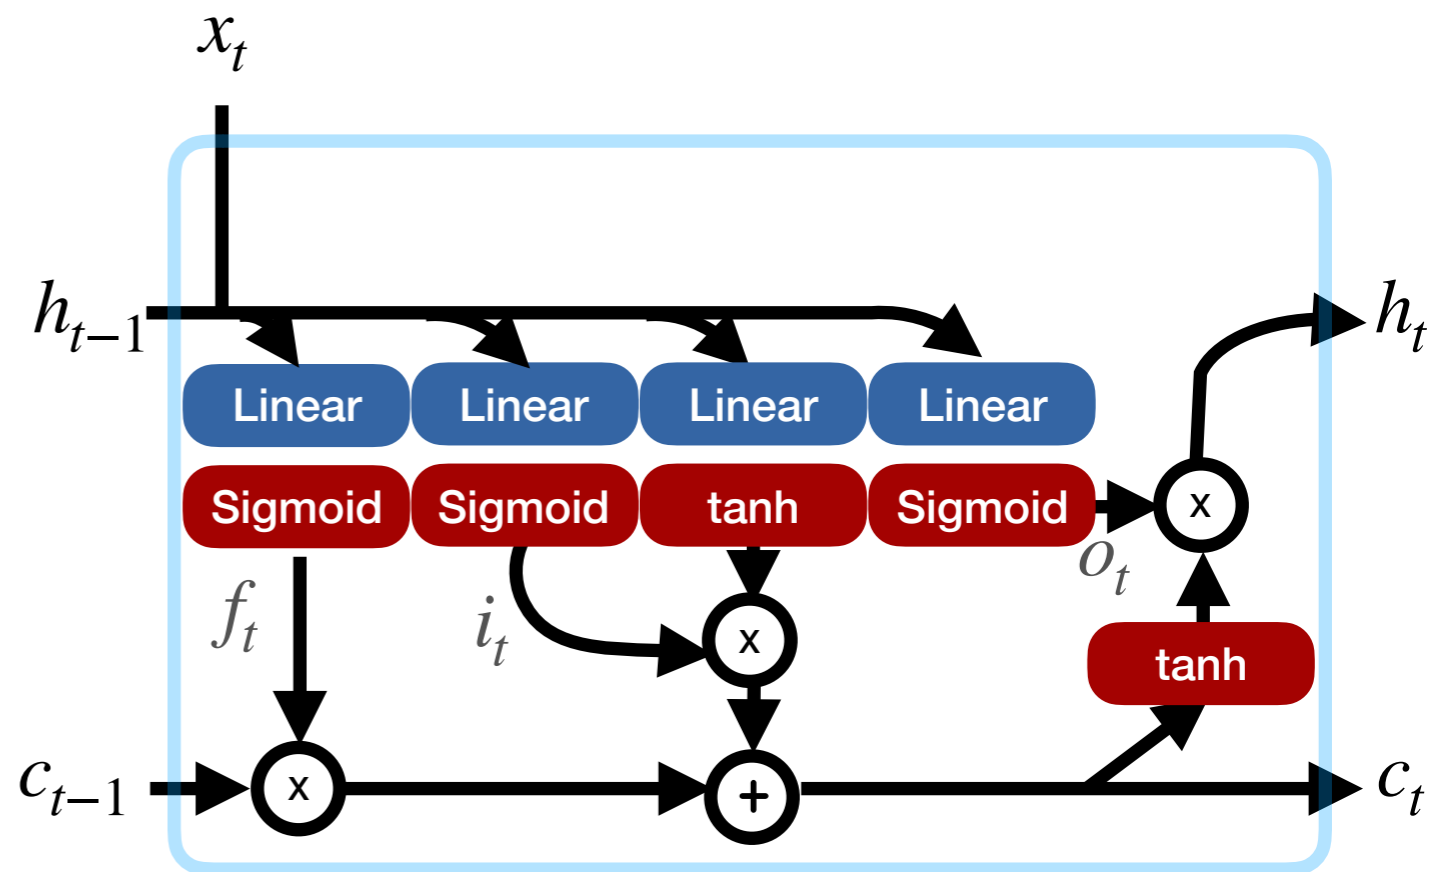 x_t
h_{t-1}
h_t
Linear Linear Linear Linear
Sigmoid Sigmoid tanh Sigmoid
x
o_t
f_t
i_t
x
tanh
c_{t-1}
x
+
c_t